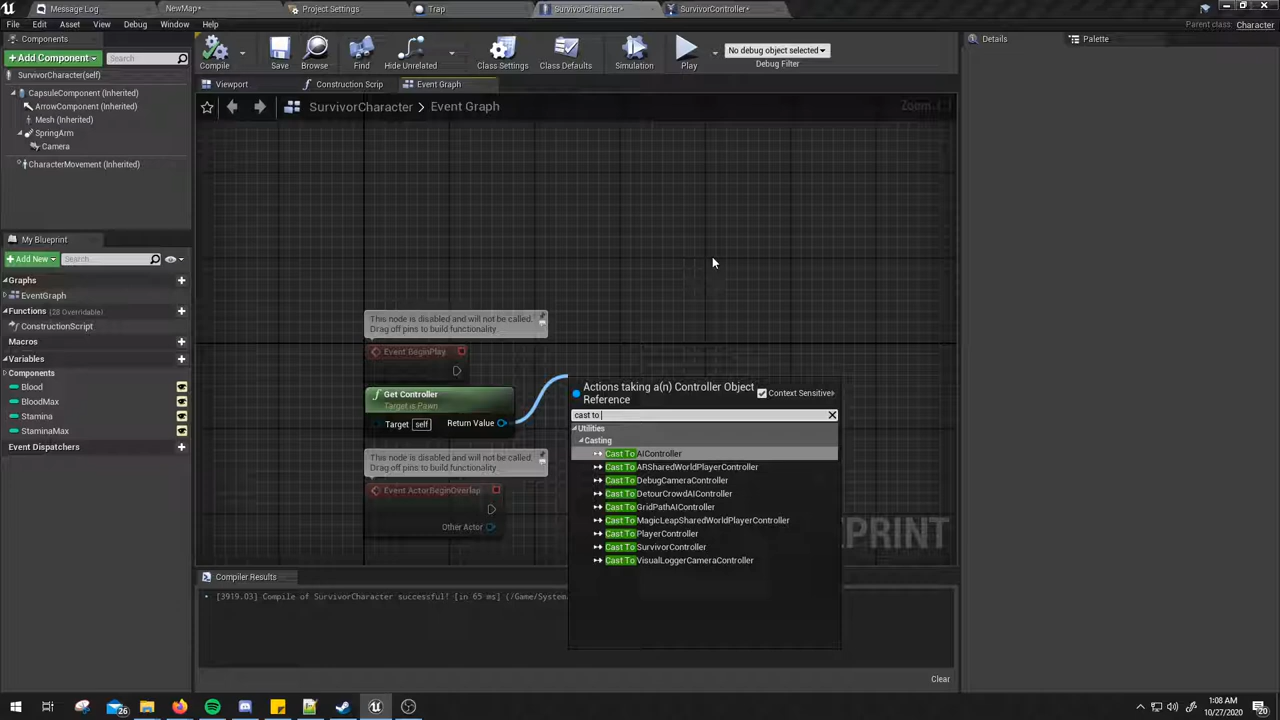 Message Log
NewMap*
Project Settings
Trap
SurvivorCharacter*
SurvivorController*
File Edit Asset View Debug Window Help
Parent class: Character
Components
Details
Palette
+ Add Component
Search
SurvivorCharacter(self)
CapsuleComponent (Inherited)
ArrowComponent (Inherited)
Mesh (Inherited)
SpringArm
Camera
CharacterMovement (Inherited)
Compile
Save
Browse
Find
Hide Unrelated
Class Settings
Class Defaults
Simulation
Play
No debug object selected
Debug Filter
Viewport
Construction Scrip
Event Graph
SurvivorCharacter > Event Graph
Zoom
My Blueprint
+ Add New
Search
Graphs
EventGraph
Functions (28 Overridable)
ConstructionScript
Macros
Variables
Components
Blood
BloodMax
Stamina
StaminaMax
Event Dispatchers
This node is disabled and will not be called.
Drag off pins to build functionality.
Event BeginPlay
Get Controller
Target is Pawn
Target self
Return Value
This node is disabled and will not be called.
Drag off pins to build functionality.
Event ActorBeginOverlap
Other Actor
Actions taking a(n) Controller Object
Reference
Context Sensitive
cast to
Utilities
Casting
Cast To AIController
Cast To ARSharedWorldPlayerController
Cast To DebugCameraController
Cast To DetourCrowdAIController
Cast To GridPathAIController
Cast To MagicLeapSharedWorldPlayerController
Cast To PlayerController
Cast To SurvivorController
Cast To VisualLoggerCameraController
Compiler Results
[3919.03] Compile of SurvivorCharacter successful! [in 65 ms] (/Game/System
Clear
26
1:08 AM
10/27/2020
20